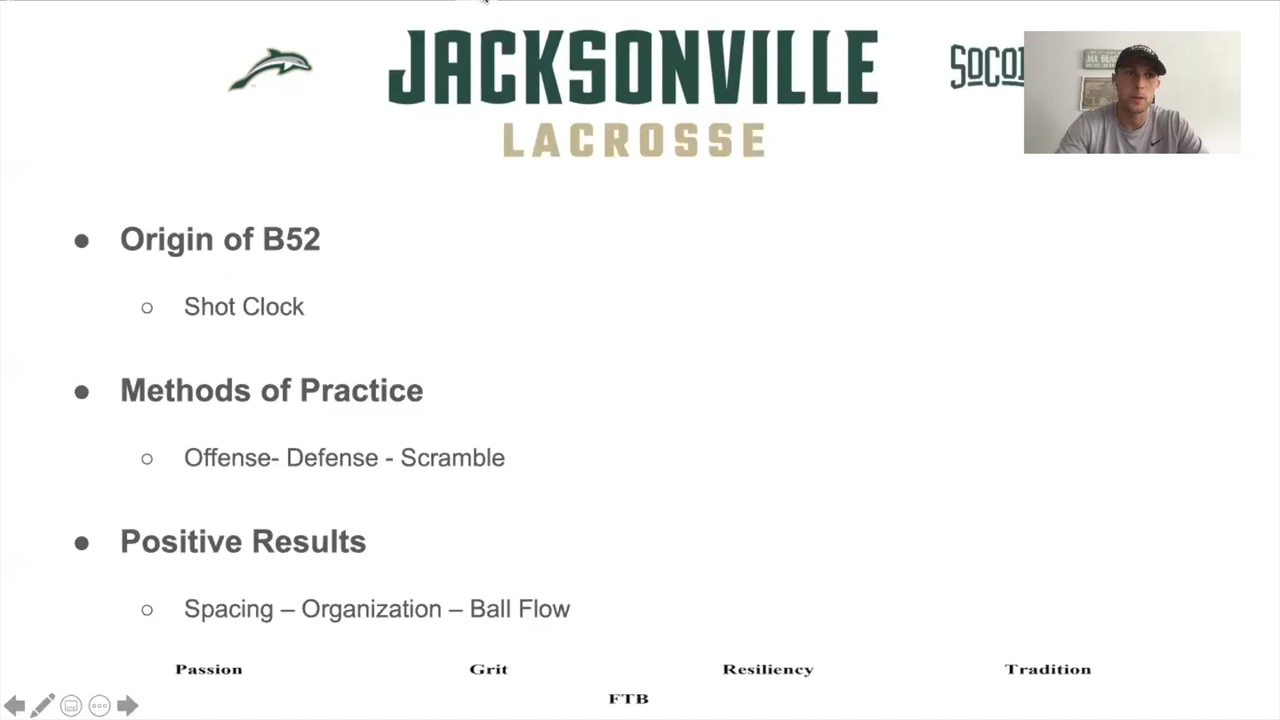 JACKSONVILLE
LACROSSE
Origin of B52
Shot Clock
Methods of Practice
Offense- Defense - Scramble
Positive Results
Spacing – Organization – Ball Flow
Passion Grit Resiliency Tradition
FTB